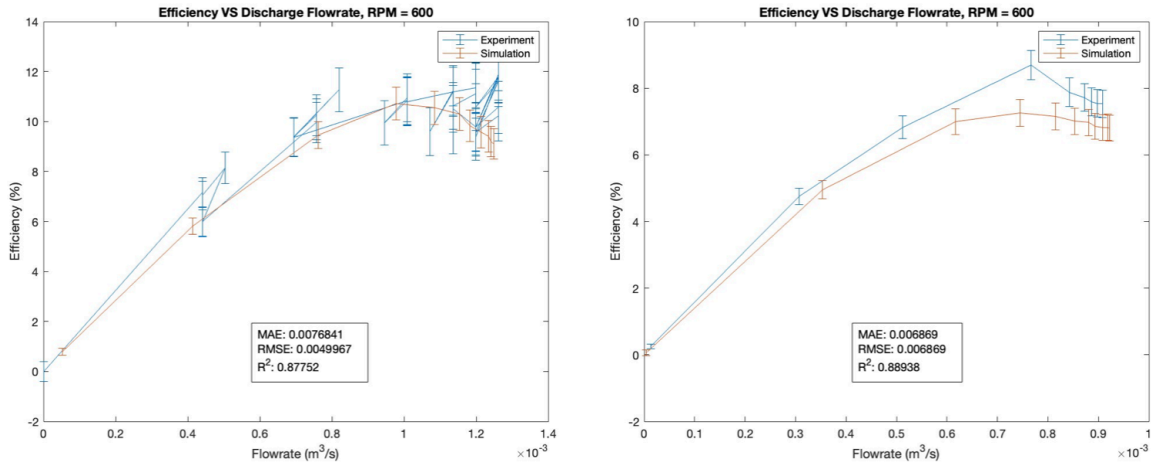 Efficiency VS Discharge Flowrate, RPM = 600
14
12
10
8
6
4
2
0
-2
Efficiency (%)
Experiment
Simulation
MAE: 0.0076841
RMSE: 0.0049967
R²: 0.87752
0 0.2 0.4 0.6 0.8 1 1.2 1.4
Flowrate (m³/s)
×10⁻³
Efficiency VS Discharge Flowrate, RPM = 600
10
8
6
4
2
0
-2
Efficiency (%)
Experiment
Simulation
MAE: 0.006869
RMSE: 0.006869
R²: 0.88938
0 0.1 0.2 0.3 0.4 0.5 0.6 0.7 0.8 0.9 1
Flowrate (m³/s)
×10⁻³